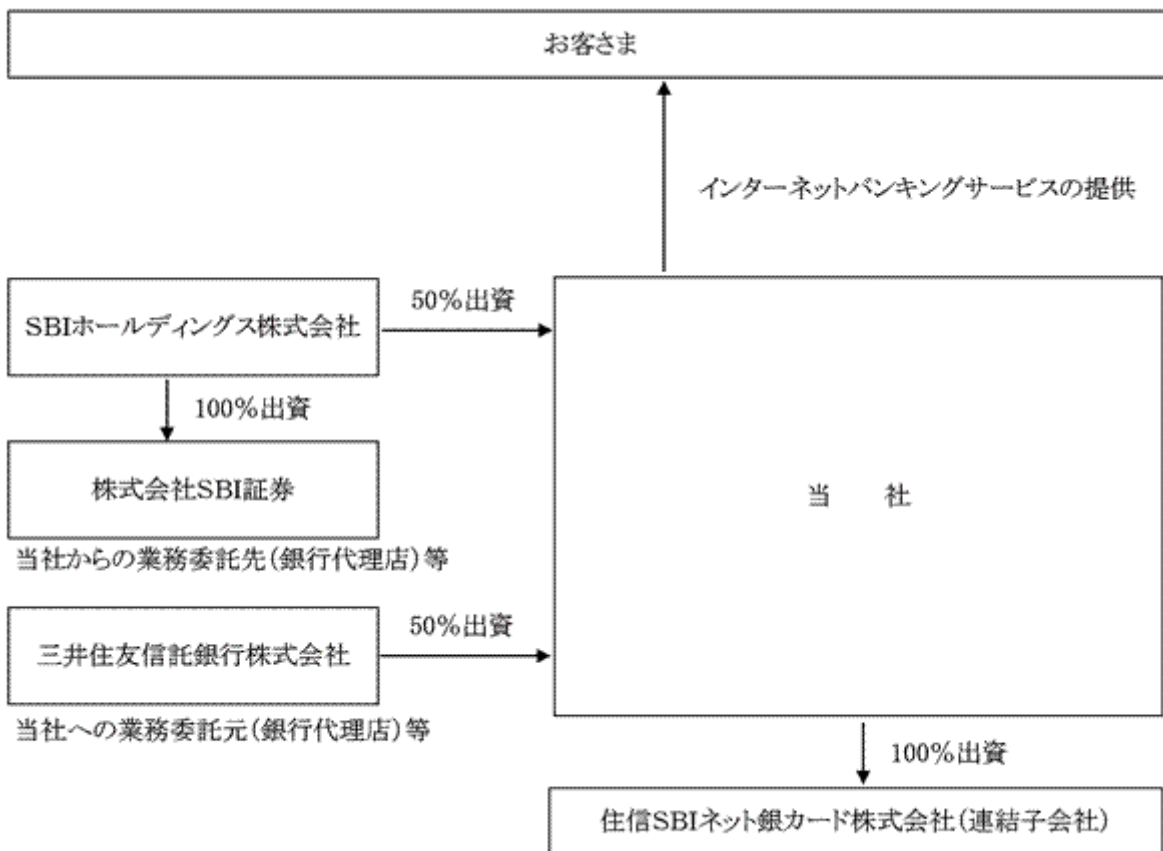 お客さま
インターネットバンキングサービスの提供
50%出資
SBIホールディングス株式会社
100%出資
株式会社SBI証券
当　　社
当社からの業務委託先(銀行代理店)等
50%出資
三井住友信託銀行株式会社
当社への業務委託元(銀行代理店)等
100%出資
住信SBIネット銀カード株式会社(連結子会社)